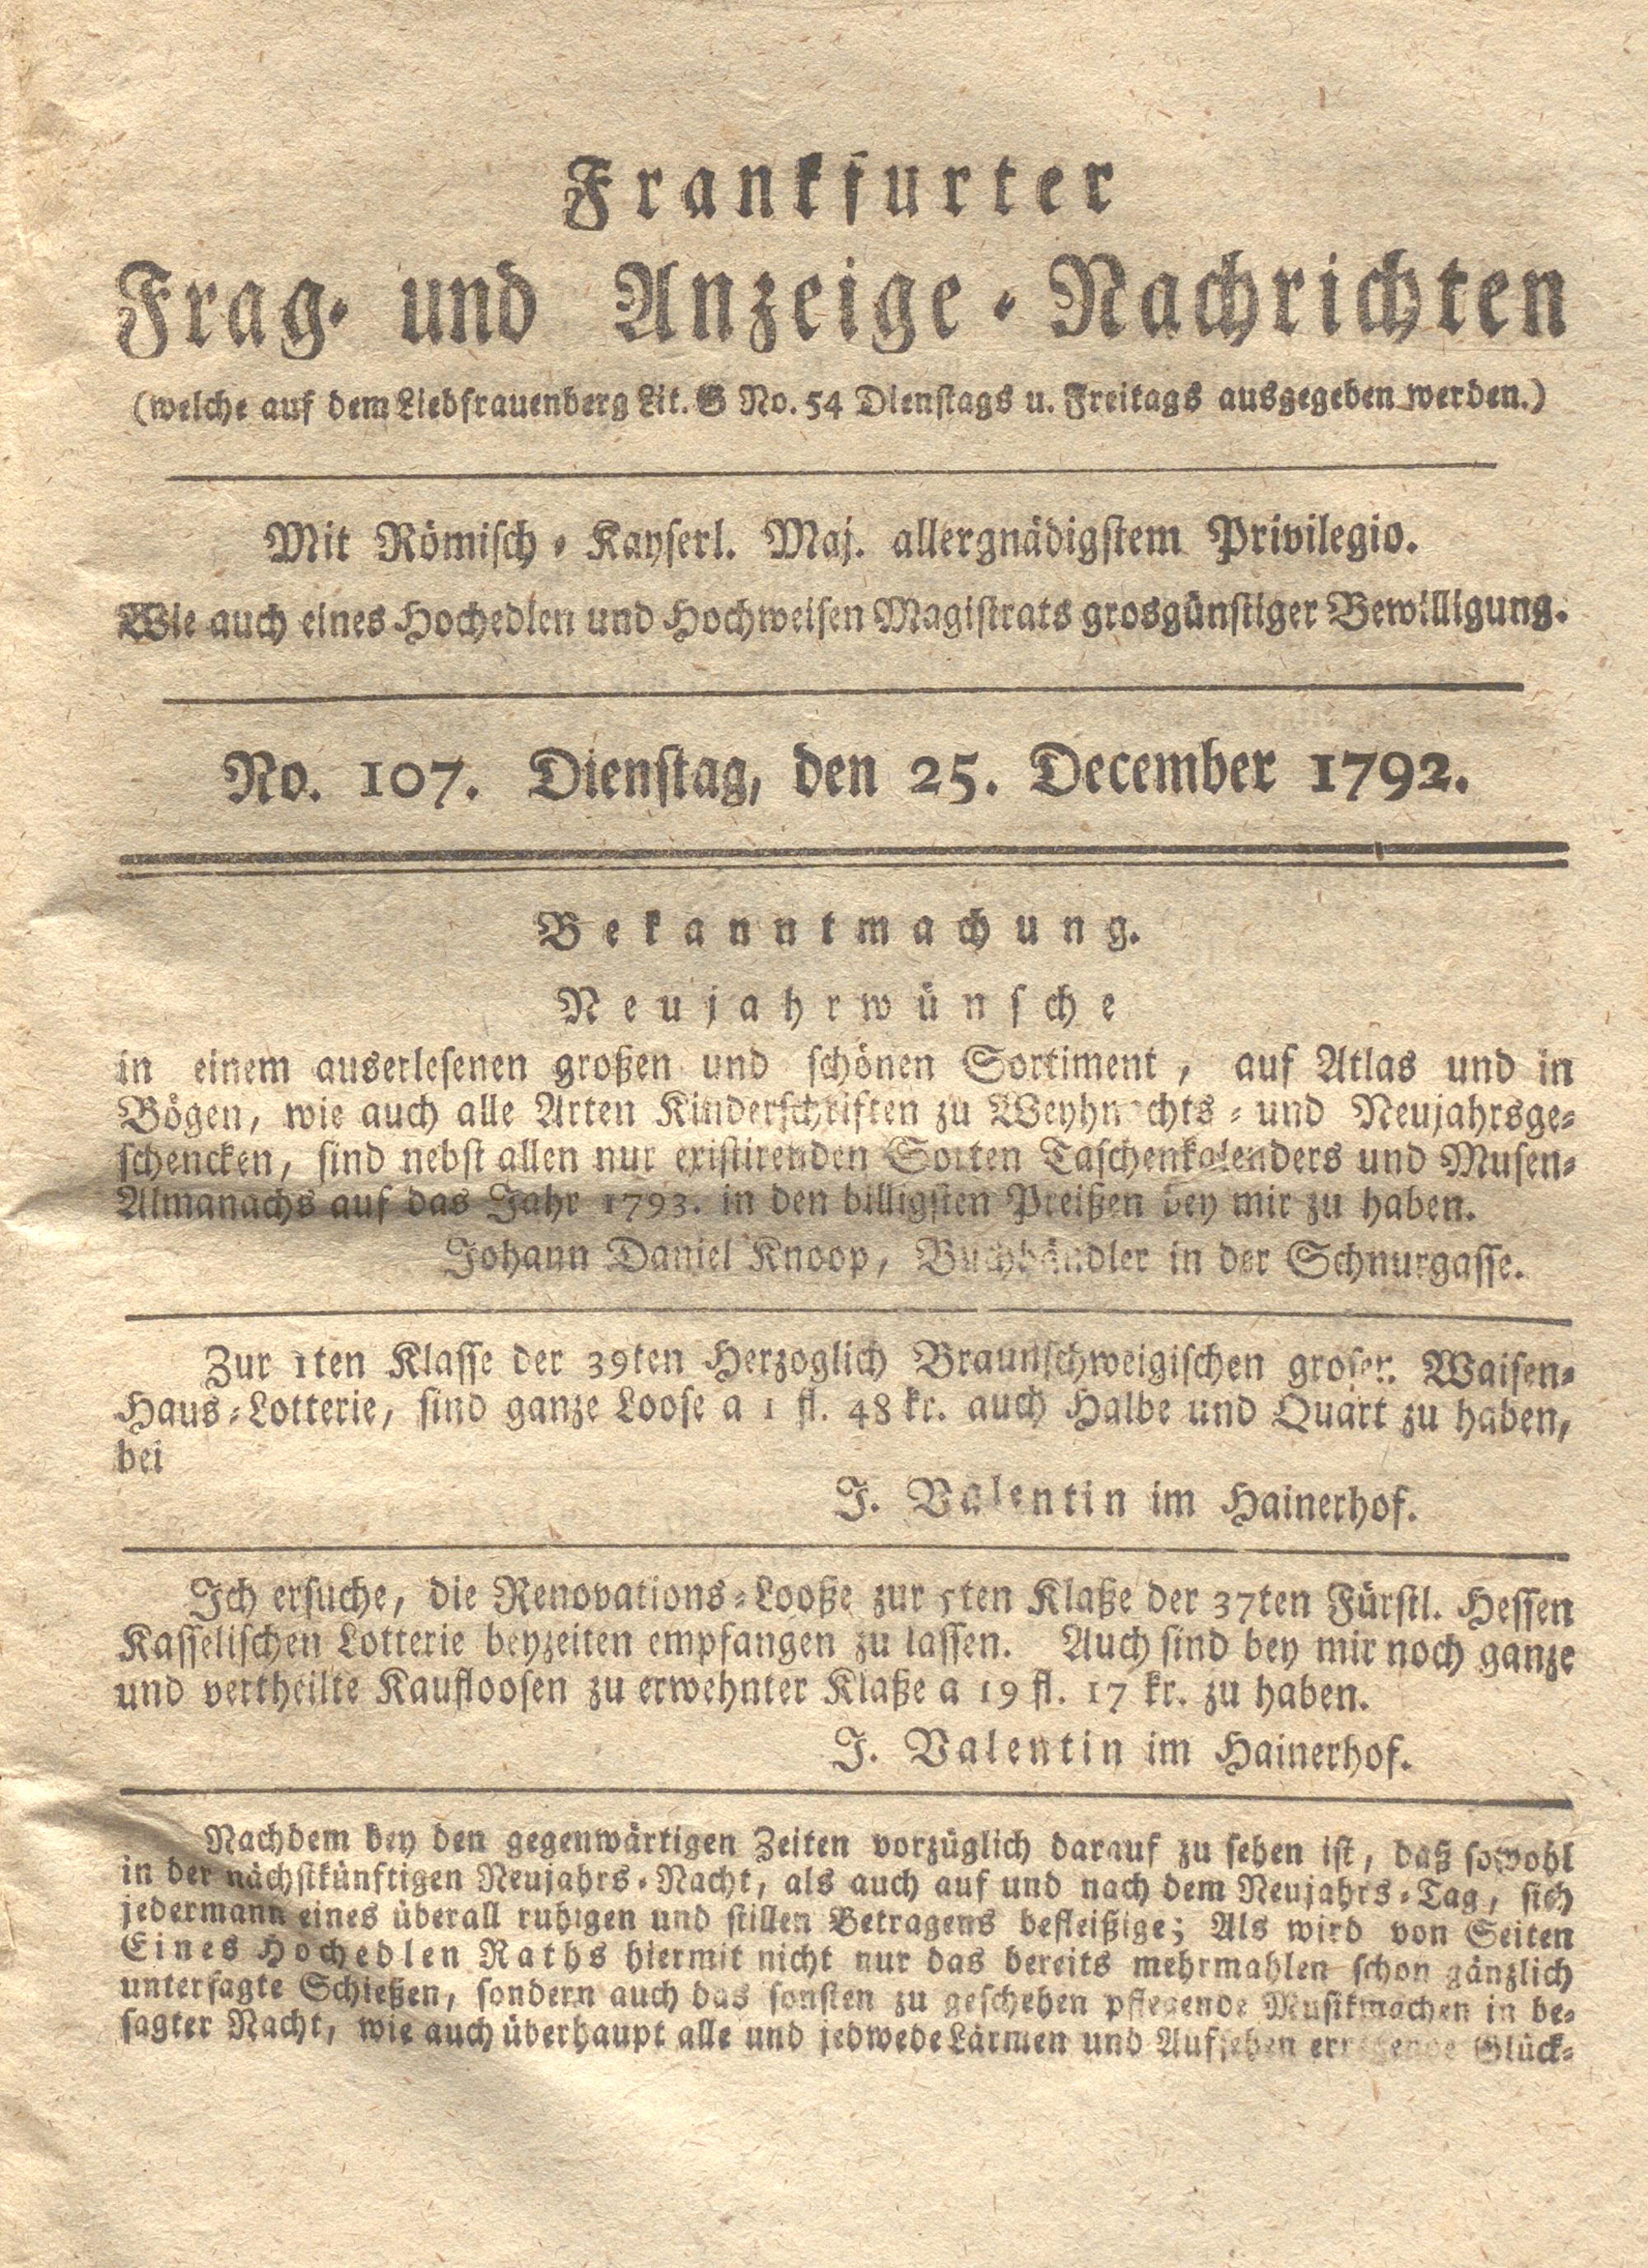 Frankfurter
Frag- und Anzeige-Nachrichten
(welche auf dem Liebfrauenberg Lit. G No. 54 Dienstags u. Freitags ausgegeben werden.)
Mit Römisch-Kayserl. Maj. allergnädigstem Privilegio.
Wie auch eines Hochedlen und Hochweisen Magistrats grosgünstiger Bewilligung.
No. 107. Dienstag, den 25. December 1792.
Bekanntmachung.
Neujahrwünsche
in einem auserlesenen großen und schönen Sortiment, auf Atlas und in
Bögen, wie auch alle Arten Kinderschriften zu Weyhnachts- und Neujahrsge-
schencken, sind nebst allen nur existirenden Sorten Taschenkalenders und Musen-
Almanachs auf das Jahr 1793. in den billigsten Preißen bey mir zu haben.
Johann Daniel Knoop, Buchhändler in der Schnurgasse.
Zur 1ten Klasse der 39ten Herzoglich Braunschweigischen grosen Waisen-
Haus-Lotterie, sind ganze Loose a 1 fl. 48 kr. auch Halbe und Quart zu haben,
bei
J. Valentin im Hainerhof.
Ich ersuche, die Renovations-Looße zur 5ten Klaße der 37ten Fürstl. Hessen
Kasselischen Lotterie beyzeiten empfangen zu lassen. Auch sind bey mir noch ganze
und vertheilte Kaufloosen zu erwehnter Klaße a 19 fl. 17 kr. zu haben.
J. Valentin im Hainerhof.
Nachdem bey den gegenwärtigen Zeiten vorzüglich darauf zu sehen ist, daß sowohl
in der nächstkünftigen Neujahrs-Nacht, als auch auf und nach dem Neujahrs-Tag, sich
jedermann eines überall ruhigen und stillen Betragens befleißige; Als wird von Seiten
Eines Hochedlen Raths hiermit nicht nur das bereits mehrmahlen schon gänzlich
untersagte Schießen, sondern auch das sonsten zu geschehen pflegende Musikmachen in be-
sagter Nacht, wie auch überhaupt alle und jedwede Lärmen und Aufsehen erregende Glück-